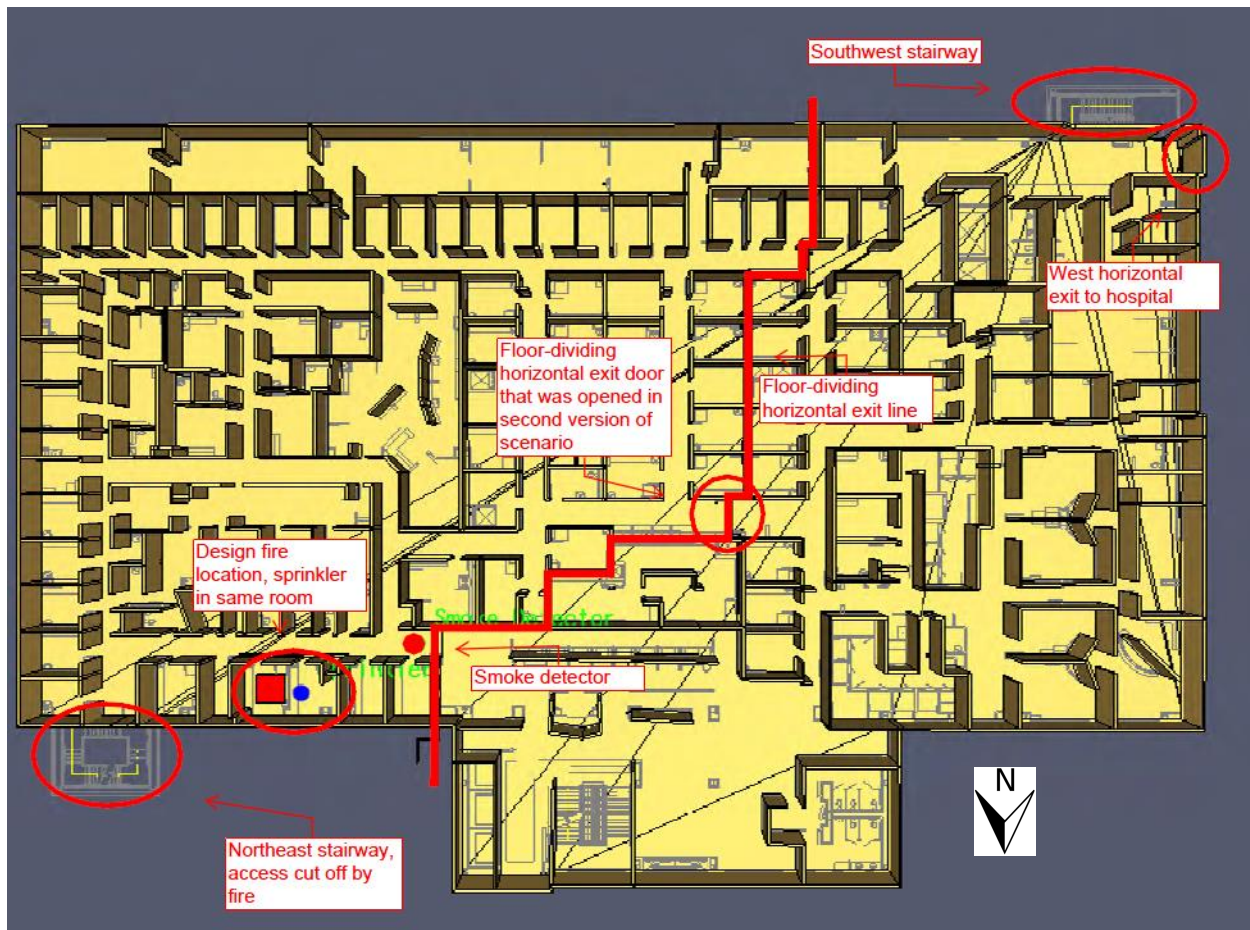 Southwest stairway
West horizontal
exit to hospital
Floor-dividing
horizontal exit door
that was opened in
second version of
scenario
Floor-dividing
horizontal exit line
Design fire
location, sprinkler
in same room
Smoke Detector
Smoke detector
N
Northeast stairway,
access cut off by
fire